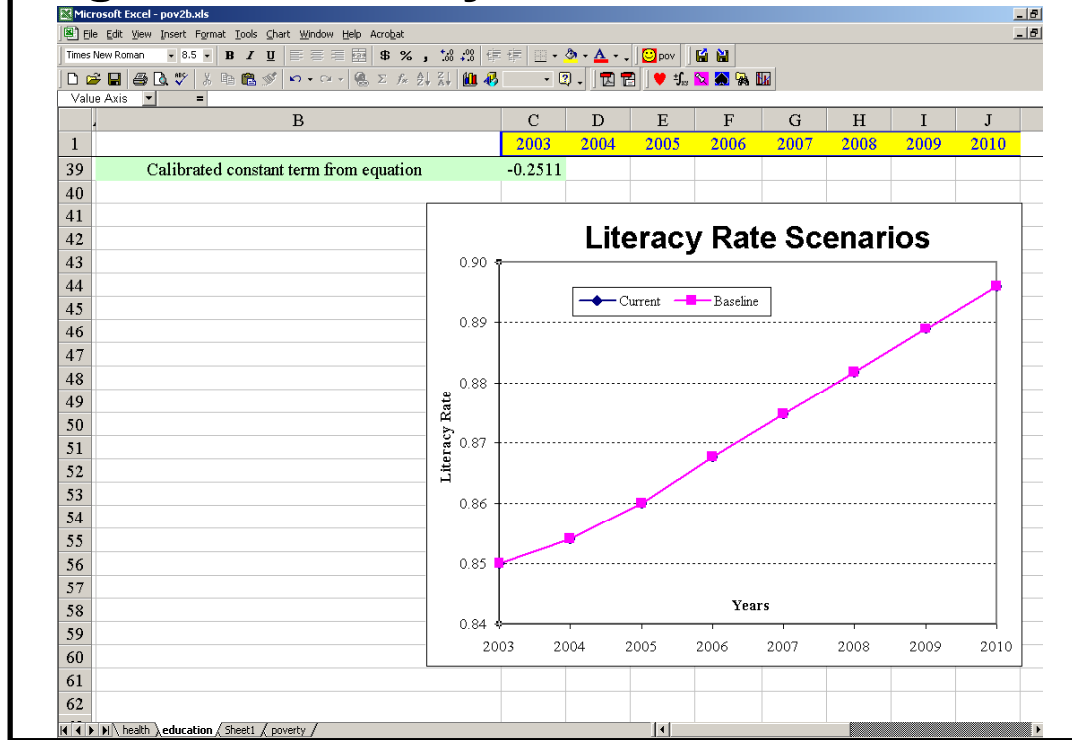 Microsoft Excel - pov2b.xls
File Edit View Insert Format Tools Chart Window Help Acrobat
Times New Roman 8.5 B I U $ % , pov
Value Axis =
B C D E F G H I J
1 2003 2004 2005 2006 2007 2008 2009 2010
39 Calibrated constant term from equation -0.2511
40
41
42
43
44
45
46
47
48
49
50
51
52
53
54
55
56
57
58
59
60
61
62
Literacy Rate Scenarios
Current Baseline
0.90
0.89
0.88
0.87
0.86
0.85
0.84
Literacy Rate
Years
2003 2004 2005 2006 2007 2008 2009 2010
health education Sheet1 poverty